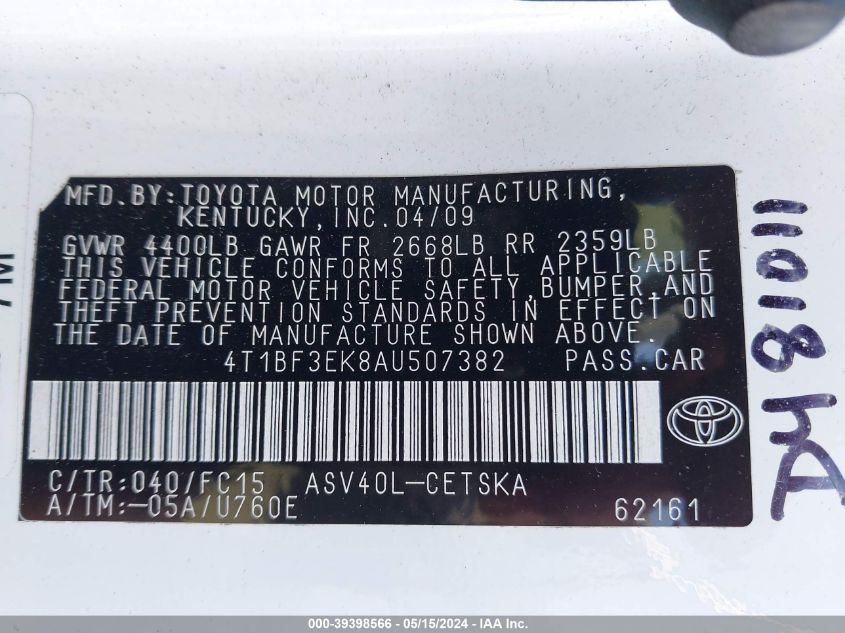 MFD. BY: TOYOTA MOTOR MANUFACTURING,
KENTUCKY, INC. 04/09
GVWR 4400LB GAWR FR 2668LB RR 2359LB
THIS VEHICLE CONFORMS TO ALL APPLICABLE
FEDERAL MOTOR VEHICLE SAFETY, BUMPER, AND
THEFT PREVENTION STANDARDS IN EFFECT ON
THE DATE OF MANUFACTURE SHOWN ABOVE.
4T1BF3EK8AU507382 PASS.CAR
C/TR: 040/FC15 ASV40L-CETSKA
A/TM: -05A/U760E 62161
000-39398566 - 05/15/2024 - IAA Inc.